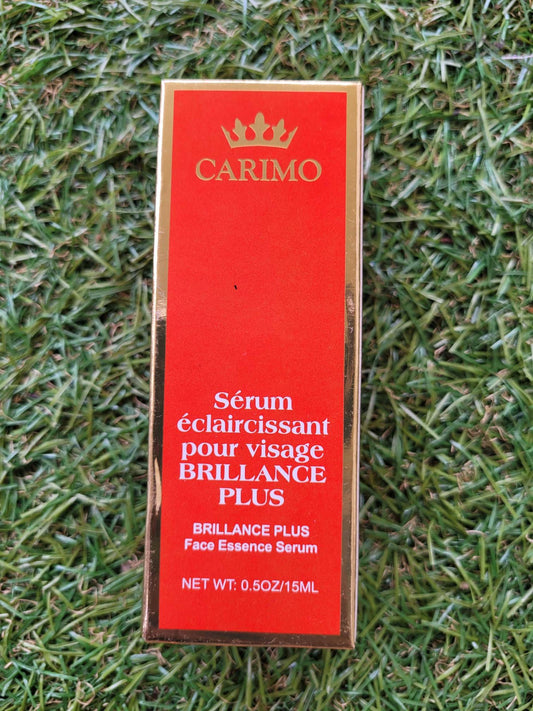 CARIMO
Sérum
éclaircissant
pour visage
BRILLANCE
PLUS
BRILLANCE PLUS
Face Essence Serum
NET WT: 0.5OZ/15ML